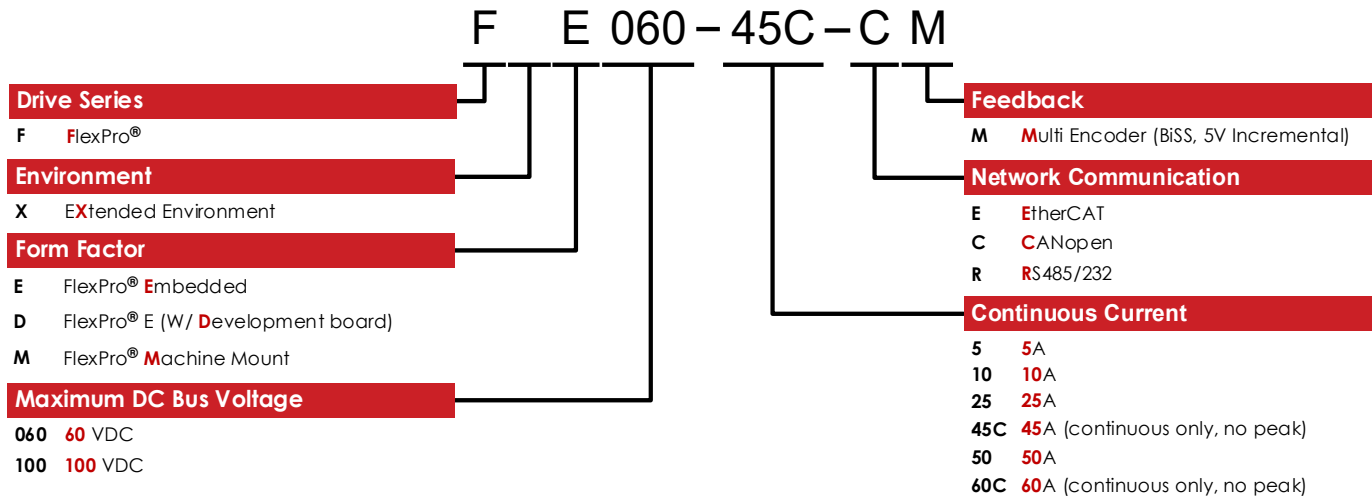 F E 060 – 45C – C M
Drive Series
F FlexPro®
Environment
X EXtended Environment
Form Factor
E FlexPro® Embedded
D FlexPro® E (W/ Development board)
M FlexPro® Machine Mount
Maximum DC Bus Voltage
060 60 VDC
100 100 VDC
Feedback
M Multi Encoder (BiSS, 5V Incremental)
Network Communication
E EtherCAT
C CANopen
R RS485/232
Continuous Current
5 5A
10 10A
25 25A
45C 45A (continuous only, no peak)
50 50A
60C 60A (continuous only, no peak)